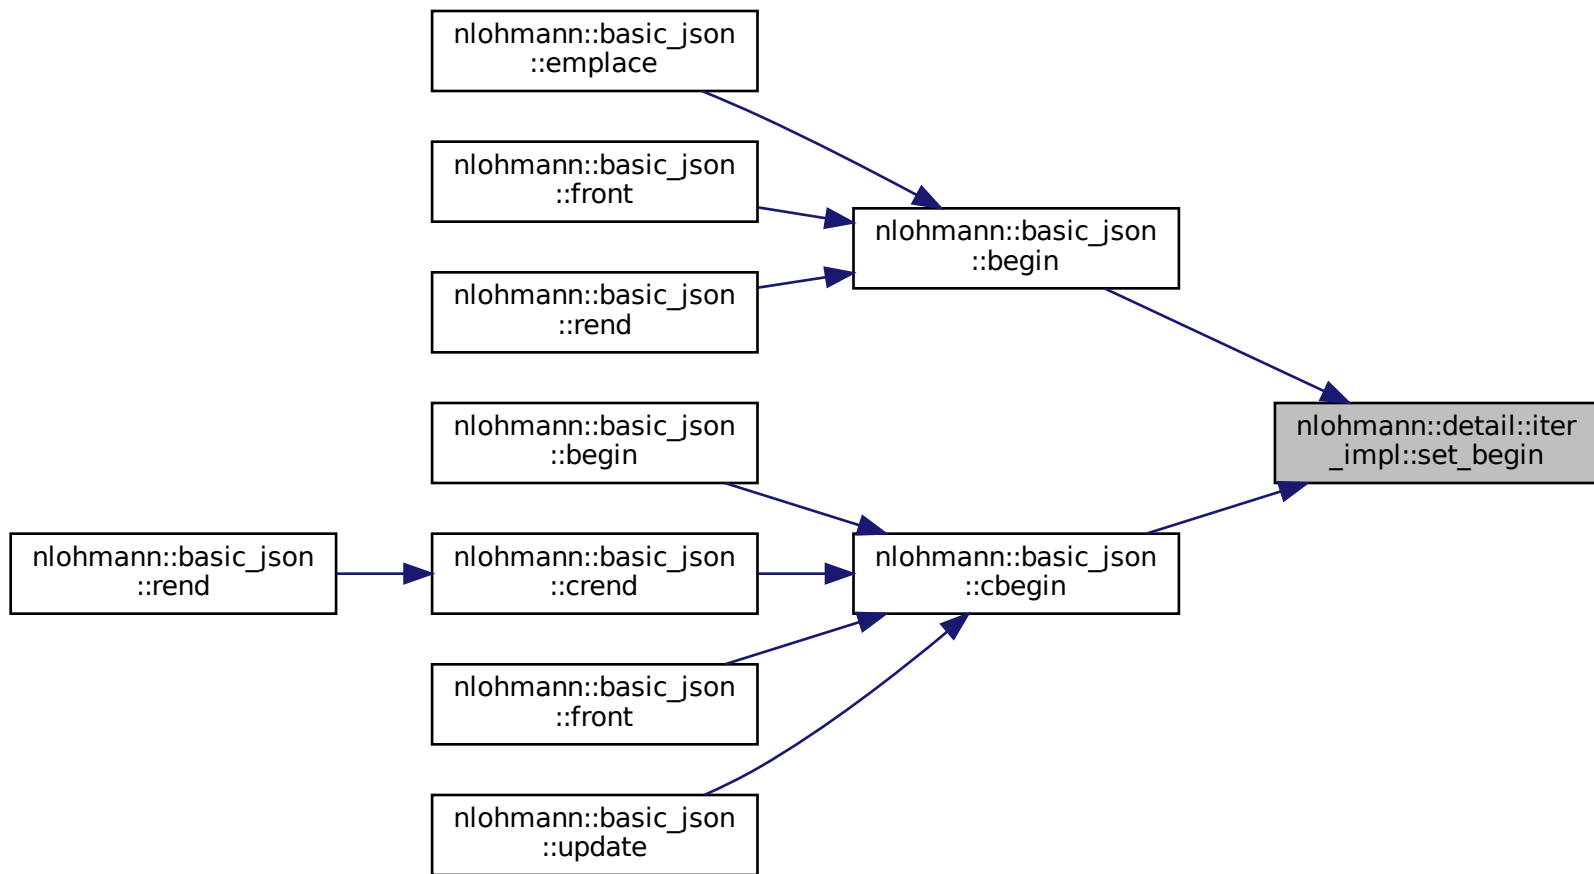 nlohmann::basic_json
::emplace
nlohmann::basic_json
::front
nlohmann::basic_json
::begin
nlohmann::basic_json
::rend
nlohmann::basic_json
::begin
nlohmann::detail::iter
_impl::set_begin
nlohmann::basic_json
::rend
nlohmann::basic_json
::crend
nlohmann::basic_json
::cbegin
nlohmann::basic_json
::front
nlohmann::basic_json
::update